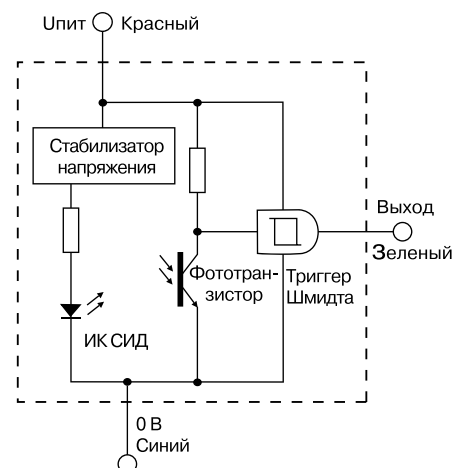 Uпит
Красный
Стабилизатор
напряжения
Выход
Зеленый
Фототран-
зистор
Триггер
Шмидта
ИК СИД
0 В
Синий